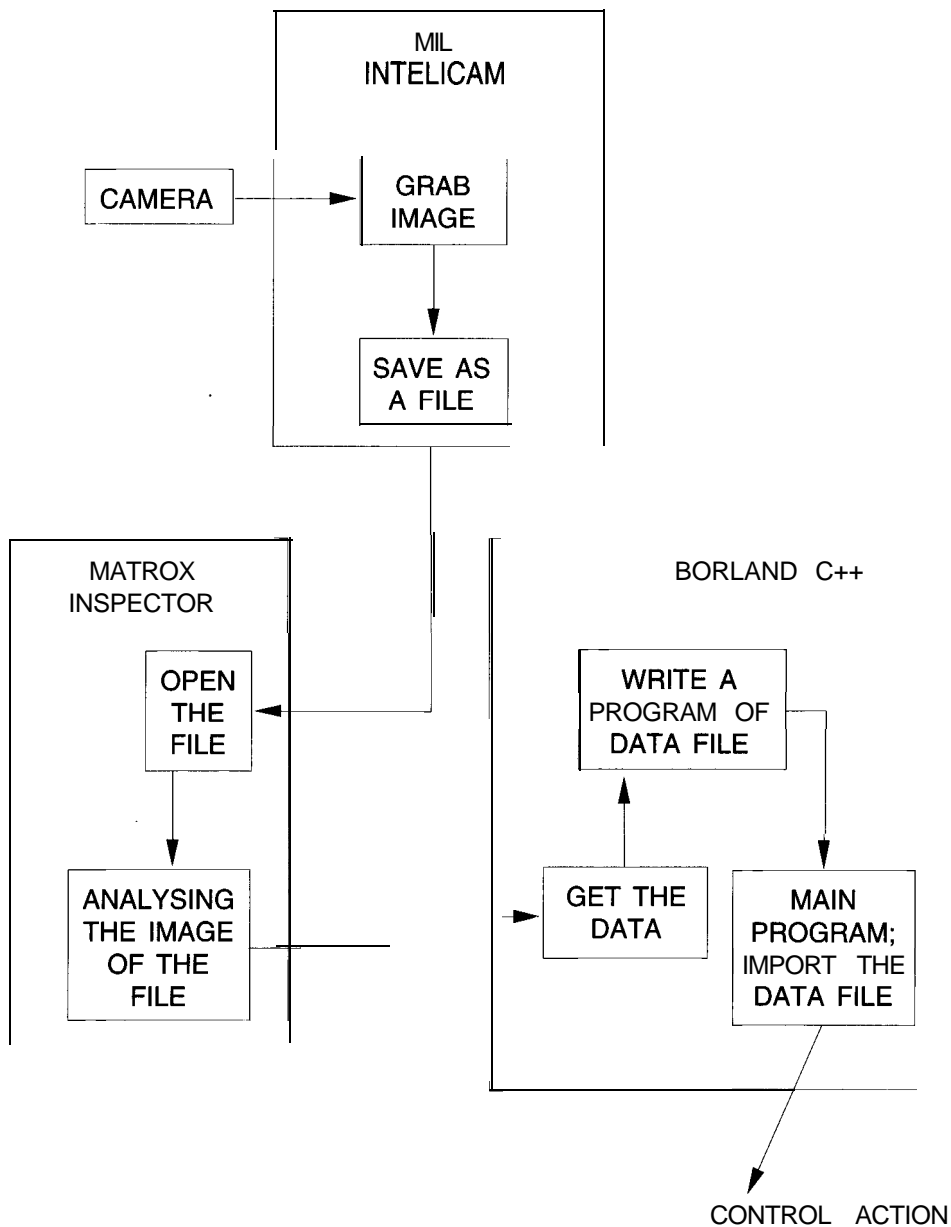 MIL
INTELICAM
CAMERA
GRAB
IMAGE
SAVE AS
A FILE
MATROX
INSPECTOR
OPEN
THE
FILE
ANALYSING
THE IMAGE
OF THE
FILE
BORLAND C++
WRITE A
PROGRAM OF
DATA FILE
GET THE
DATA
MAIN
PROGRAM;
IMPORT THE
DATA FILE
CONTROL ACTION